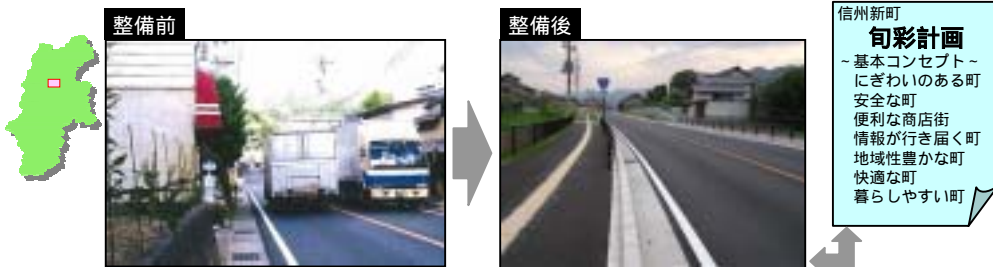 整備前
整備後
信州新町
旬彩計画
~基本コンセプト~
にぎわいのある町
安全な町
便利な商店街
情報が行き届く町
地域性豊かな町
快適な町
暮らしやすい町